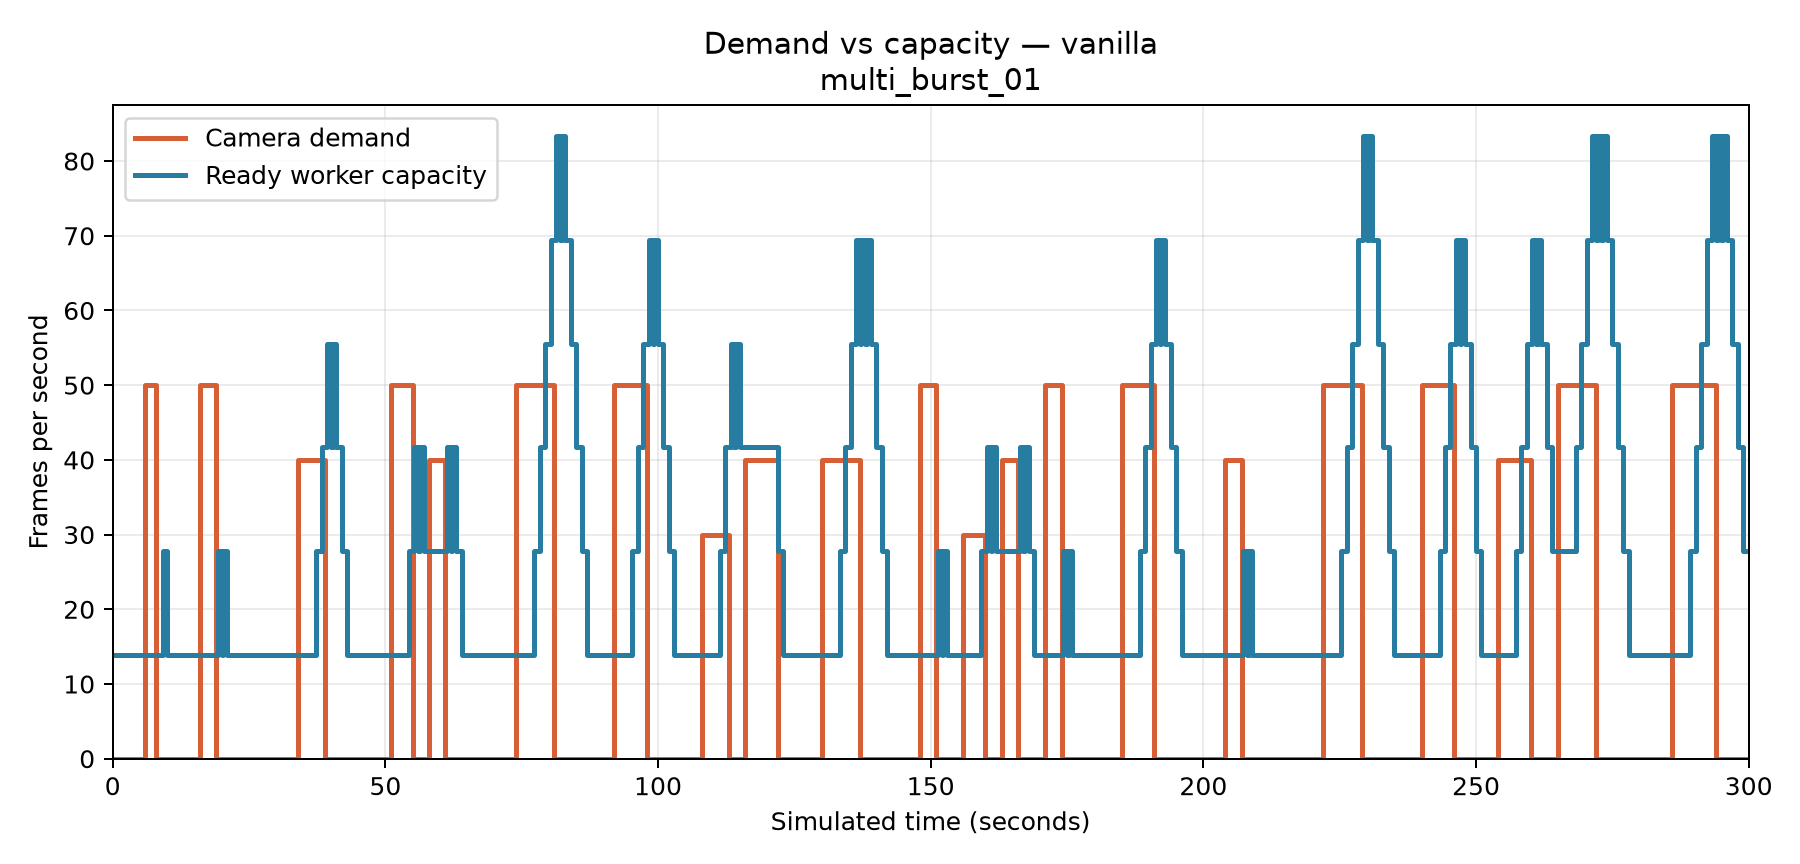 Demand vs capacity — vanilla
multi_burst_01
Camera demand
Ready worker capacity
Frames per second
80
70
60
50
40
30
20
10
0
0 50 100 150 200 250 300
Simulated time (seconds)